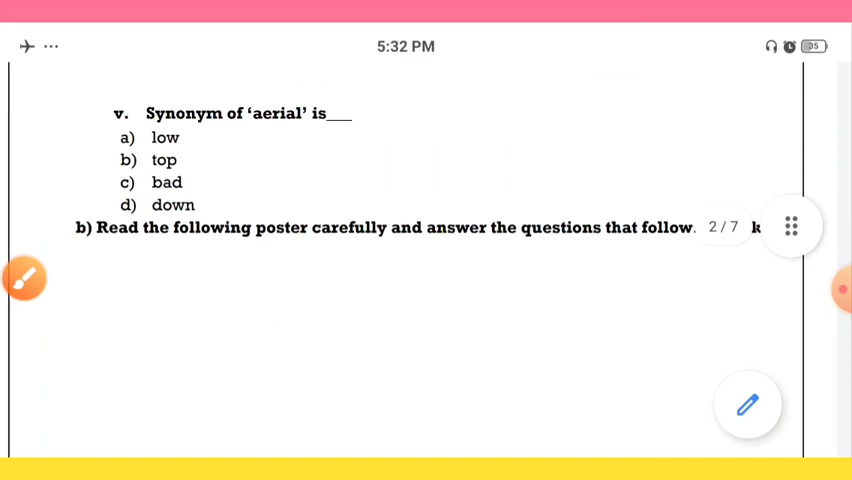 5:32 PM
35
v. Synonym of ‘aerial’ is___
a) low
b) top
c) bad
d) down
b) Read the following poster carefully and answer the questions that follow.
2 / 7